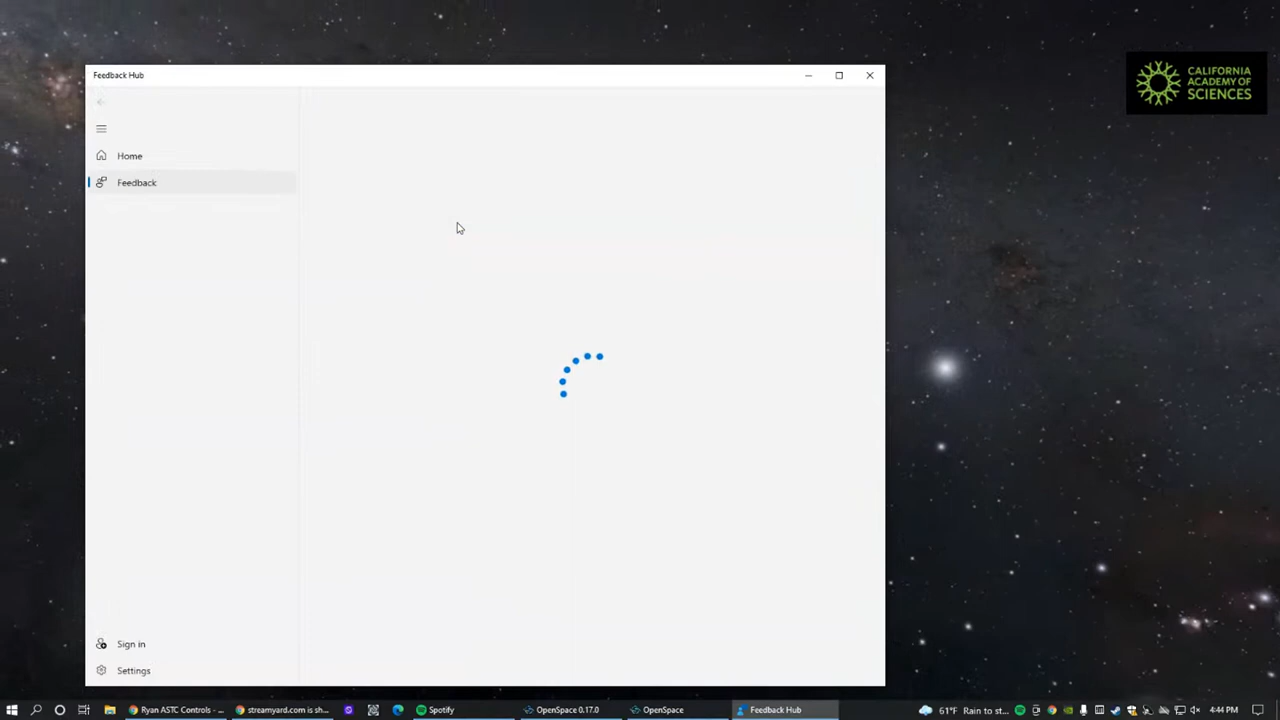 Feedback Hub
CALIFORNIA
ACADEMY OF
SCIENCES
Home
Feedback
Sign in
Settings
Ryan ASTC Controls - ...
streamyard.com is sh...
Spotify
OpenSpace 0.17.0
OpenSpace
Feedback Hub
61°F Rain to st...
4:44 PM